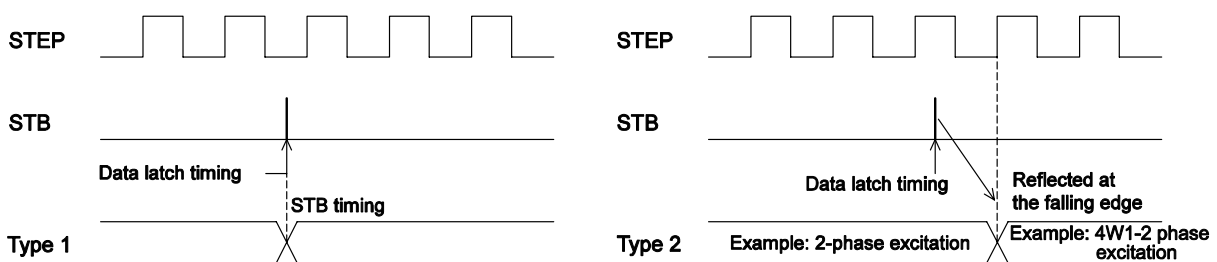 STEP
STB
Data latch timing
STB timing
Type 1
STEP
STB
Data latch timing
Reflected at
the falling edge
Type 2
Example: 2-phase excitation
Example: 4W1-2 phase
excitation